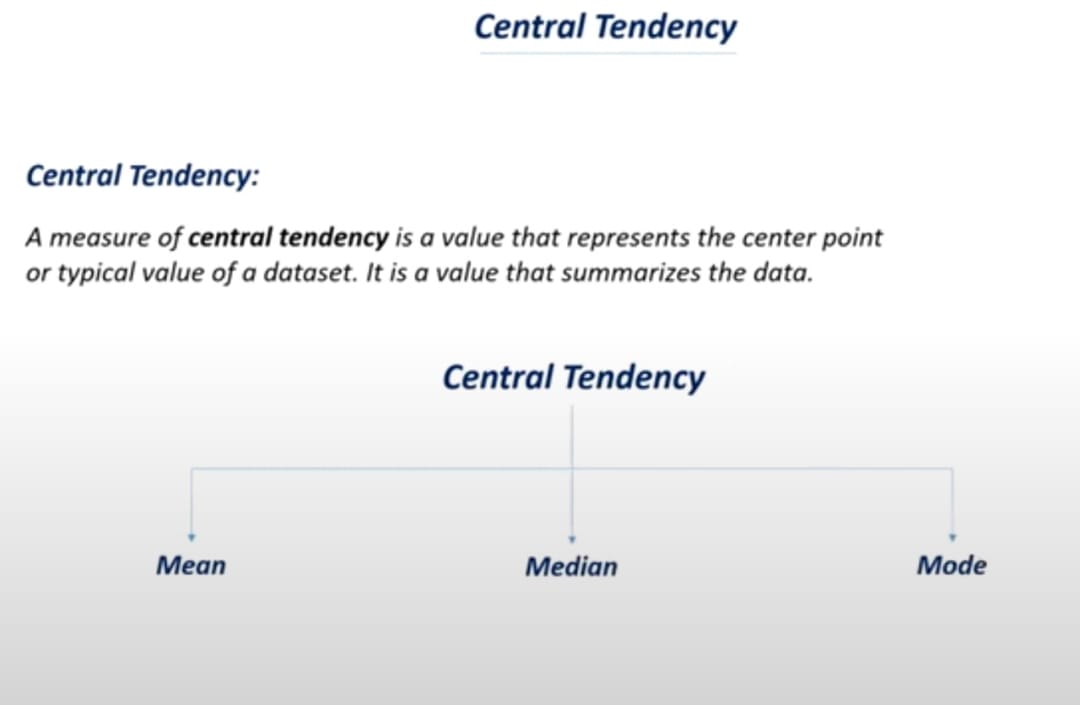 Central Tendency
Central Tendency:
A measure of central tendency is a value that represents the center point
or typical value of a dataset. It is a value that summarizes the data.
Central Tendency
Mean
Median
Mode